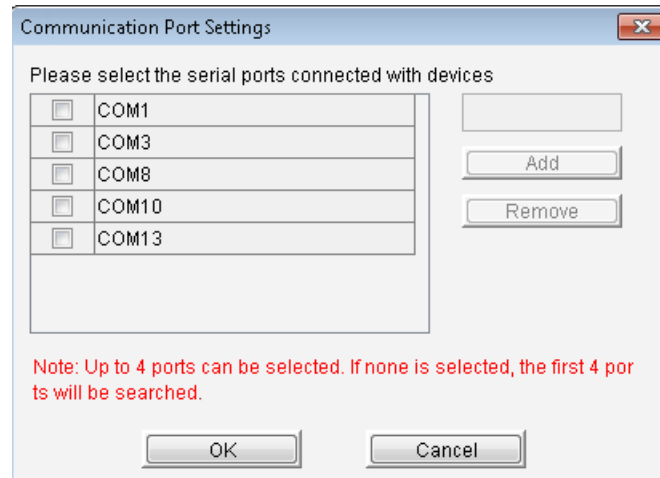 Communication Port Settings
Please select the serial ports connected with devices
COM1
COM3
COM8
COM10
COM13
Add
Remove
Note: Up to 4 ports can be selected. If none is selected, the first 4 por
ts will be searched.
OK
Cancel